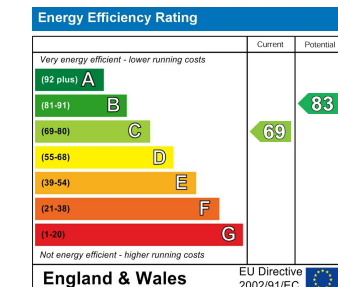 Energy Efficiency Rating
Current Potential
Very energy efficient - lower running costs
(92 plus) A
(81-91) B 83
(69-80) C 69
(55-68) D
(39-54) E
(21-38) F
(1-20) G
Not energy efficient - higher running costs
England & Wales
EU Directive
2002/91/EC